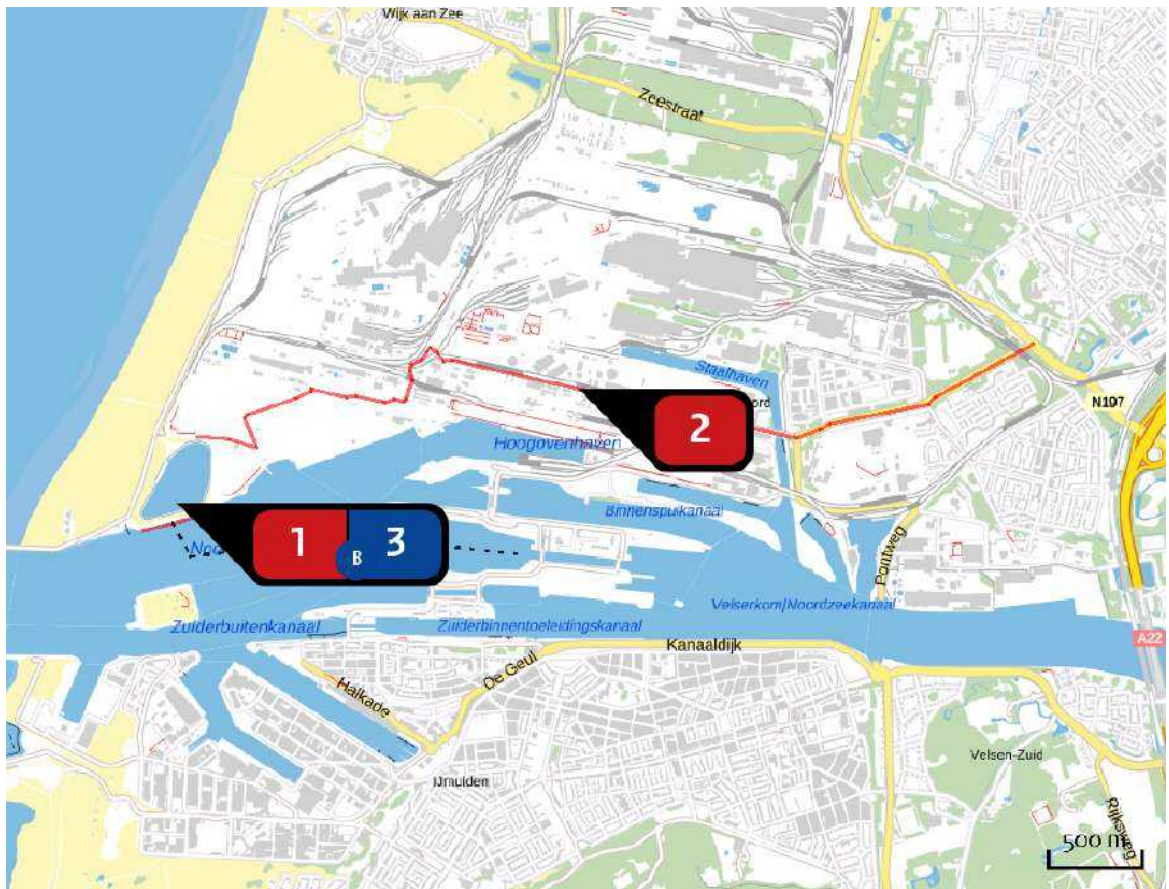 Wijk aan Zee
Zeestraat
Staalhaven
N197
2
Hoogovenhaven
Binnenspuikanaal
1
B
3
Pontweg
Velserkom|Noordzeekanaal
Zuiderbuitenkanaal
Zuiderbinnentoeleidingskanaal
A22
Kanaaldijk
De Geul
Halkade
Velsen-Zuid
IJmuiden
Rijksweg
500 m